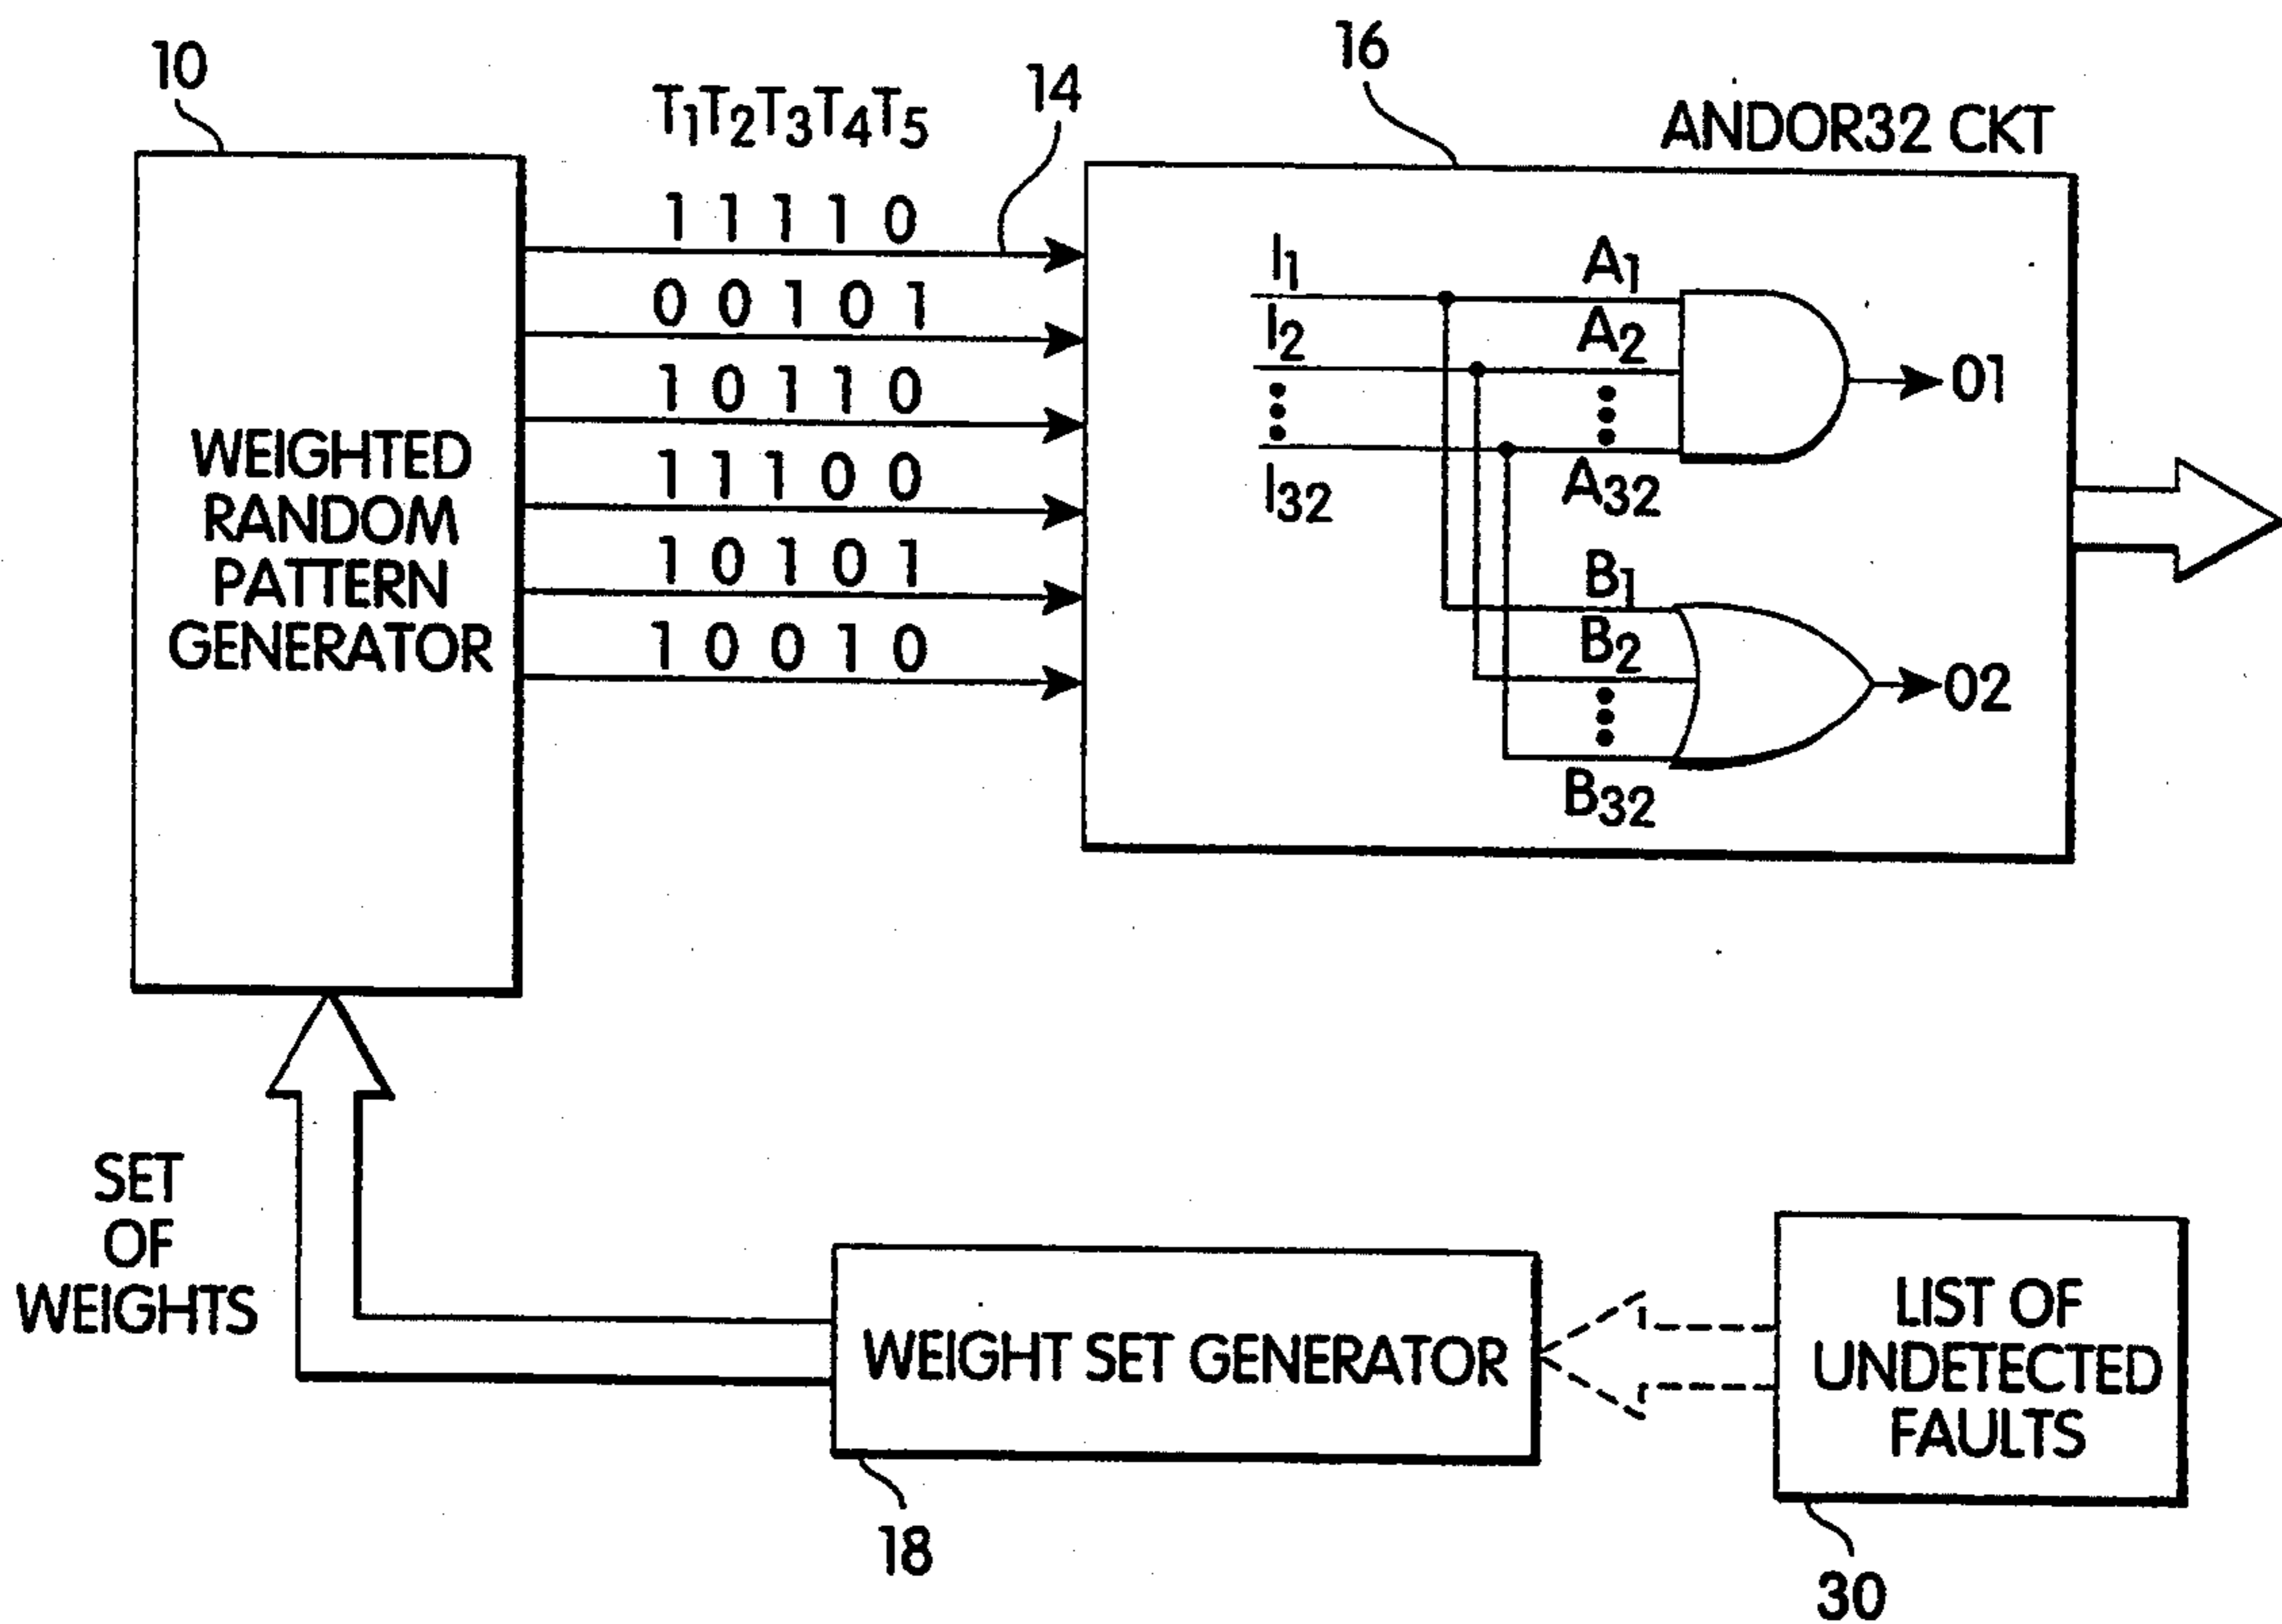 10
T1T2T3T4T5
14
16
ANDOR32 CKT
1 1 1 1 0
0 0 1 0 1
1 0 1 1 0
1 1 1 0 0
1 0 1 0 1
1 0 0 1 0
WEIGHTED
RANDOM
PATTERN
GENERATOR
I1
I2
I32
A1
A2
A32
01
B1
B2
B32
02
SET
OF
WEIGHTS
WEIGHT SET GENERATOR
18
LIST OF
UNDETECTED
FAULTS
30